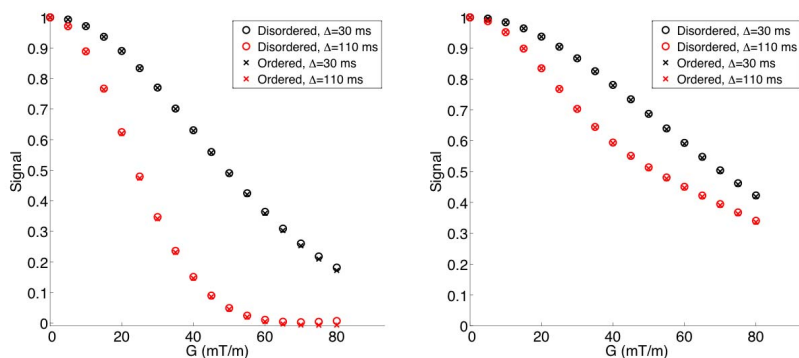 1
0.9
0.8
0.7
0.6
0.5
0.4
0.3
0.2
0.1
0
0 20 40 60 80
Signal
G (mT/m)
Disordered, Δ=30 ms
Disordered, Δ=110 ms
Ordered, Δ=30 ms
Ordered, Δ=110 ms
1
0.9
0.8
0.7
0.6
0.5
0.4
0.3
0.2
0.1
0
0 20 40 60 80
Signal
G (mT/m)
Disordered, Δ=30 ms
Disordered, Δ=110 ms
Ordered, Δ=30 ms
Ordered, Δ=110 ms